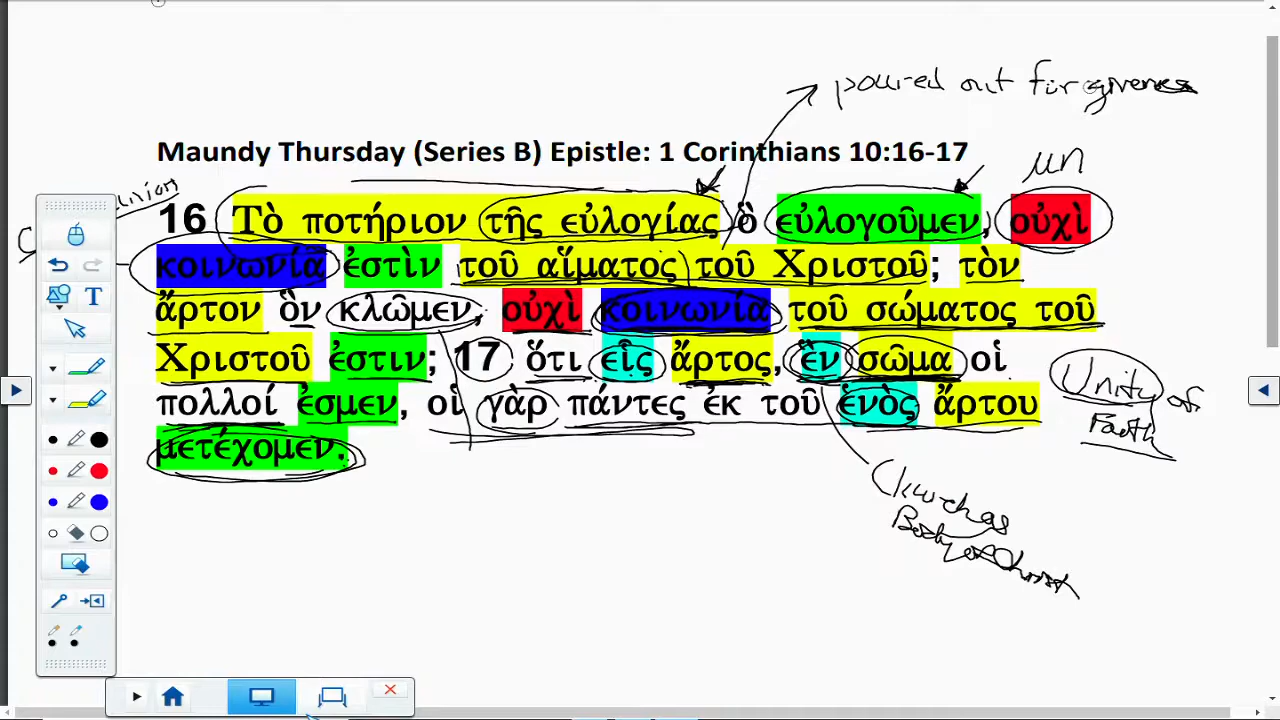 poured out forgiveness
Maundy Thursday (Series B) Epistle: 1 Corinthians 10:16-17
μη
16 Τὸ ποτήριον τῆς εὐλογίας ὃ εὐλογοῦμεν, οὐχὶ
κοινωνία ἐστὶν τοῦ αἵματος τοῦ Χριστοῦ; τὸν
ἄρτον ὃν κλῶμεν, οὐχὶ κοινωνία τοῦ σώματος τοῦ
Χριστοῦ ἐστιν; 17 ὅτι εἷς ἄρτος, ἓν σῶμα οἱ
πολλοί ἐσμεν, οἱ γὰρ πάντες ἐκ τοῦ ἑνὸς ἄρτου
μετέχομεν.
Unity of
Faith
Church as
Body of Christ
T